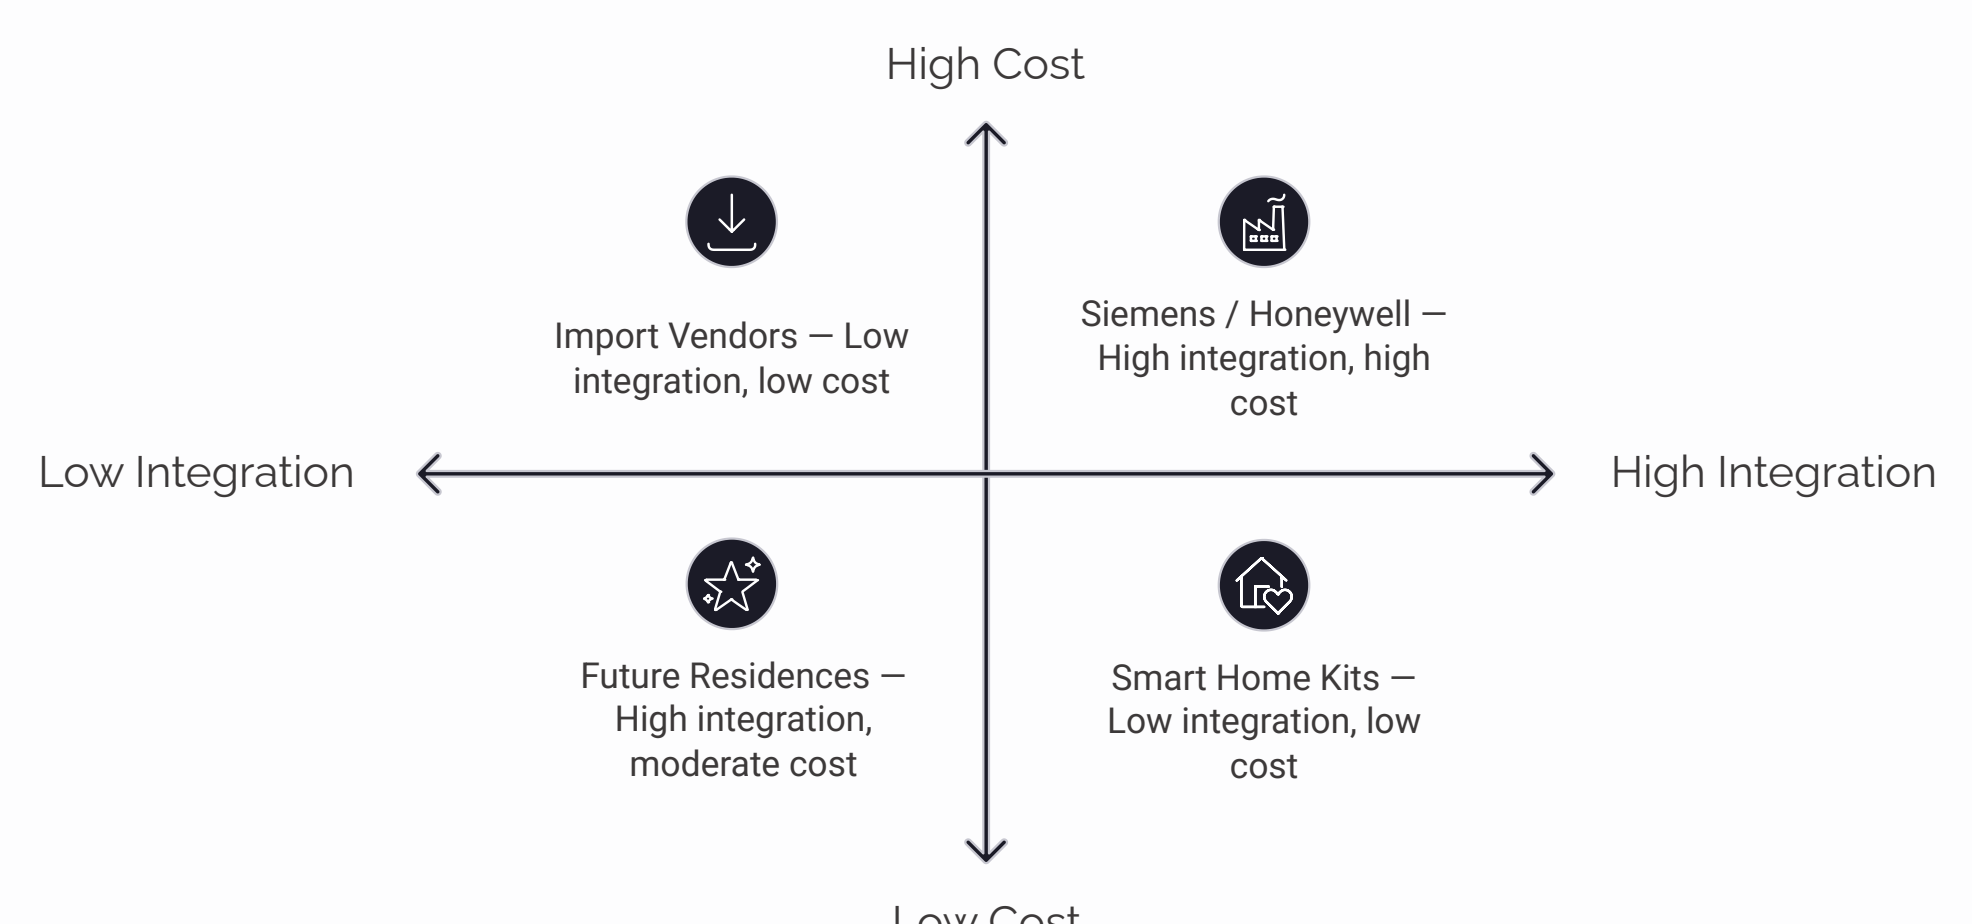 High Cost
Import Vendors — Low
integration, low cost
Siemens / Honeywell —
High integration, high
cost
Low Integration
High Integration
Future Residences —
High integration,
moderate cost
Smart Home Kits —
Low integration, low
cost
Low Cost